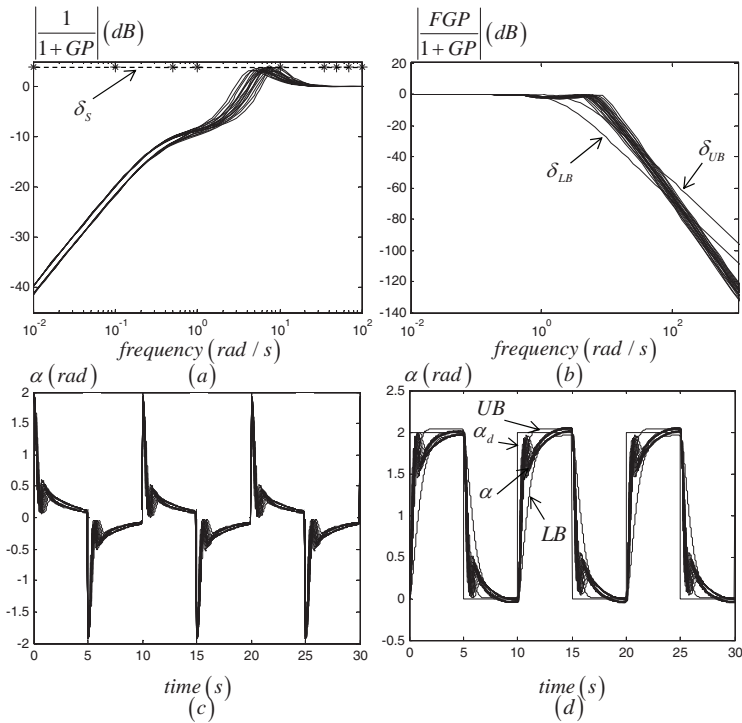 |1/(1+GP)| (dB)
δ_S
0
-10
-20
-30
-40
10^-2
10^-1
10^0
10^1
10^2
frequency (rad / s)
(a)
|FGP/(1+GP)| (dB)
δ_LB
δ_UB
20
0
-20
-40
-60
-80
-100
-120
-140
10^-2
10^0
10^2
frequency (rad / s)
(b)
α (rad)
2
1.5
1
0.5
0
-0.5
-1
-1.5
-2
0
5
10
15
20
25
30
time (s)
(c)
α (rad)
UB
α_d
α
LB
2.5
2
1.5
1
0.5
0
-0.5
0
5
10
15
20
25
30
time (s)
(d)